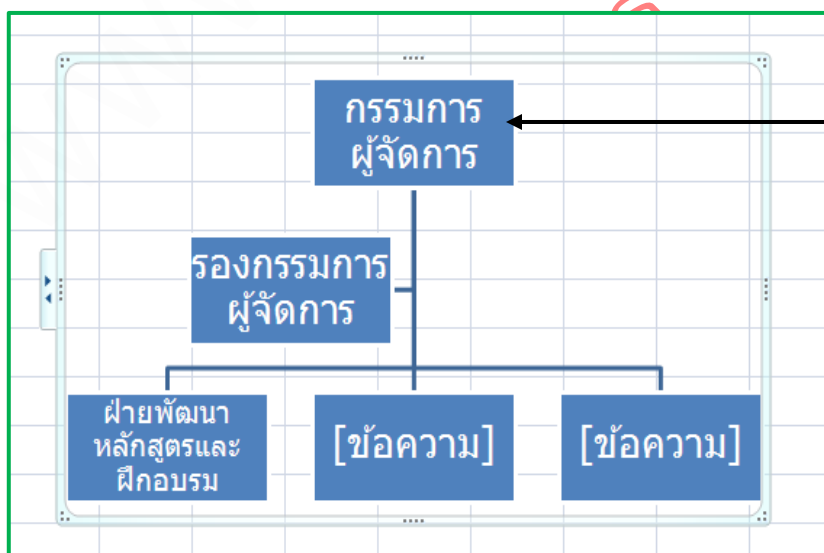 กรรมการ
ผู้จัดการ
รองกรรมการ
ผู้จัดการ
ฝ่ายพัฒนา
หลักสูตรและ
ฝึกอบรม
[ข้อความ]
[ข้อความ]